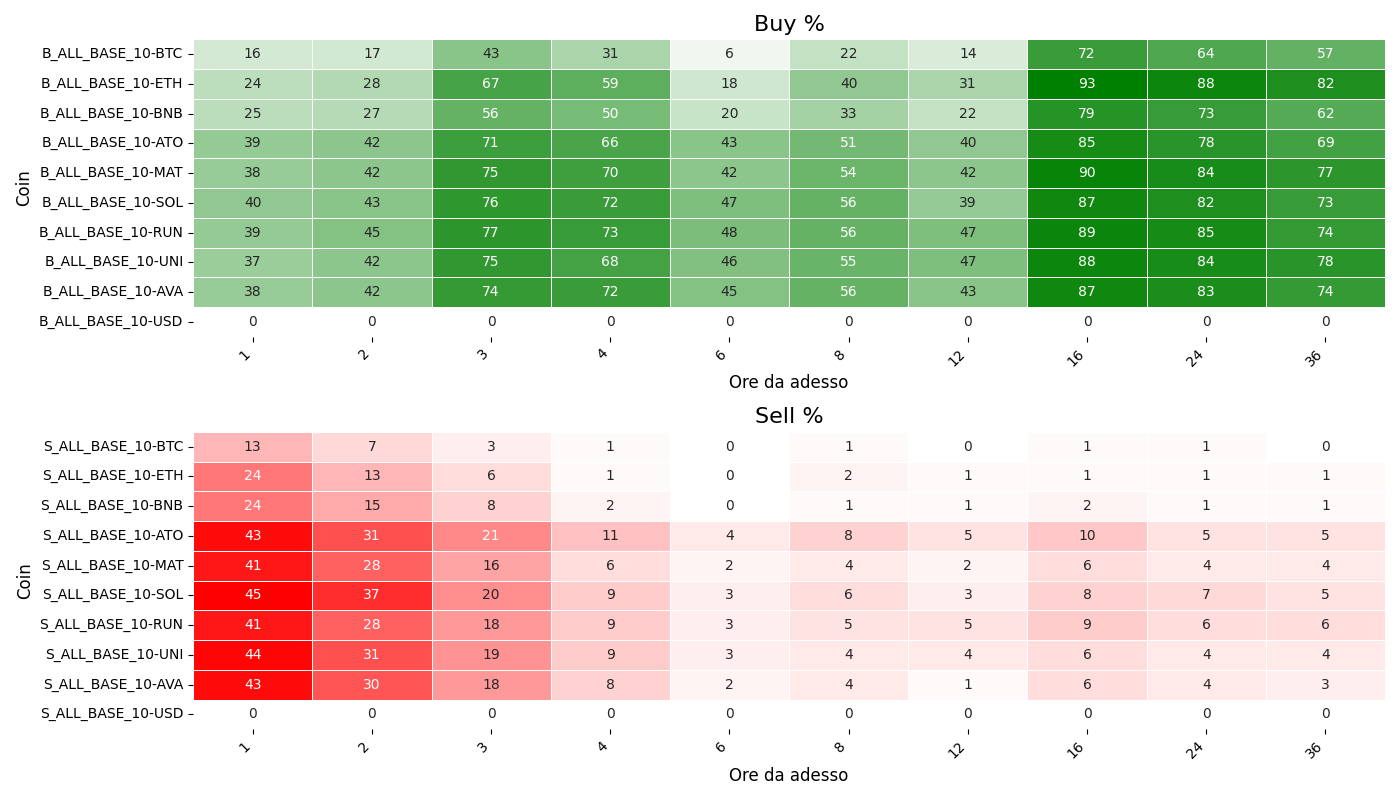 Buy %
Coin
B_ALL_BASE_10-BTC 16 17 43 31 6 22 14 72 64 57
B_ALL_BASE_10-ETH 24 28 67 59 18 40 31 93 88 82
B_ALL_BASE_10-BNB 25 27 56 50 20 33 22 79 73 62
B_ALL_BASE_10-ATO 39 42 71 66 43 51 40 85 78 69
B_ALL_BASE_10-MAT 38 42 75 70 42 54 42 90 84 77
B_ALL_BASE_10-SOL 40 43 76 72 47 56 39 87 82 73
B_ALL_BASE_10-RUN 39 45 77 73 48 56 47 89 85 74
B_ALL_BASE_10-UNI 37 42 75 68 46 55 47 88 84 78
B_ALL_BASE_10-AVA 38 42 74 72 45 56 43 87 83 74
B_ALL_BASE_10-USD 0 0 0 0 0 0 0 0 0 0
1 2 3 4 6 8 12 16 24 36
Ore da adesso
Sell %
Coin
S_ALL_BASE_10-BTC 13 7 3 1 0 1 0 1 1 0
S_ALL_BASE_10-ETH 24 13 6 1 0 2 1 1 1 1
S_ALL_BASE_10-BNB 24 15 8 2 0 1 1 2 1 1
S_ALL_BASE_10-ATO 43 31 21 11 4 8 5 10 5 5
S_ALL_BASE_10-MAT 41 28 16 6 2 4 2 6 4 4
S_ALL_BASE_10-SOL 45 37 20 9 3 6 3 8 7 5
S_ALL_BASE_10-RUN 41 28 18 9 3 5 5 9 6 6
S_ALL_BASE_10-UNI 44 31 19 9 3 4 4 6 4 4
S_ALL_BASE_10-AVA 43 30 18 8 2 4 1 6 4 3
S_ALL_BASE_10-USD 0 0 0 0 0 0 0 0 0 0
1 2 3 4 6 8 12 16 24 36
Ore da adesso